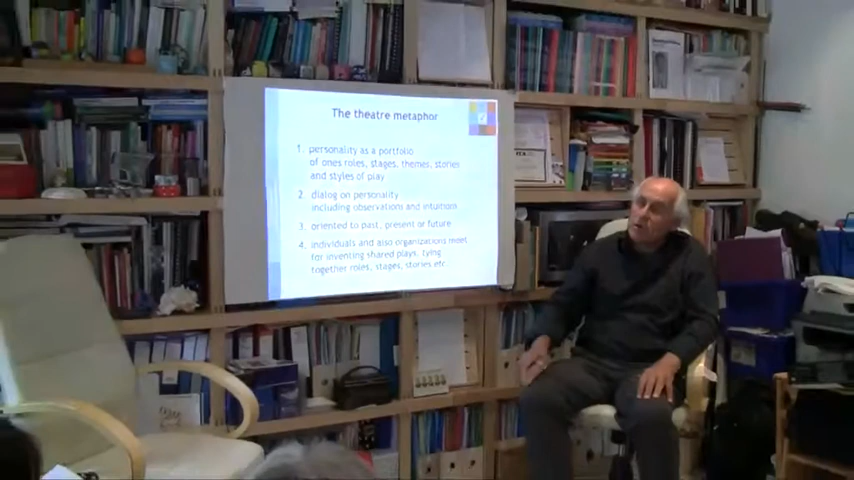 The theatre metaphor
1. personality as a portfolio
of ones roles, stages, themes, stories
and styles of play
2. dialog on personality
including observations and intuitions
3. oriented to past, present or future
4. individuals and also organizations meet
for inventing shared plays, tying
together roles, stages, stories etc.